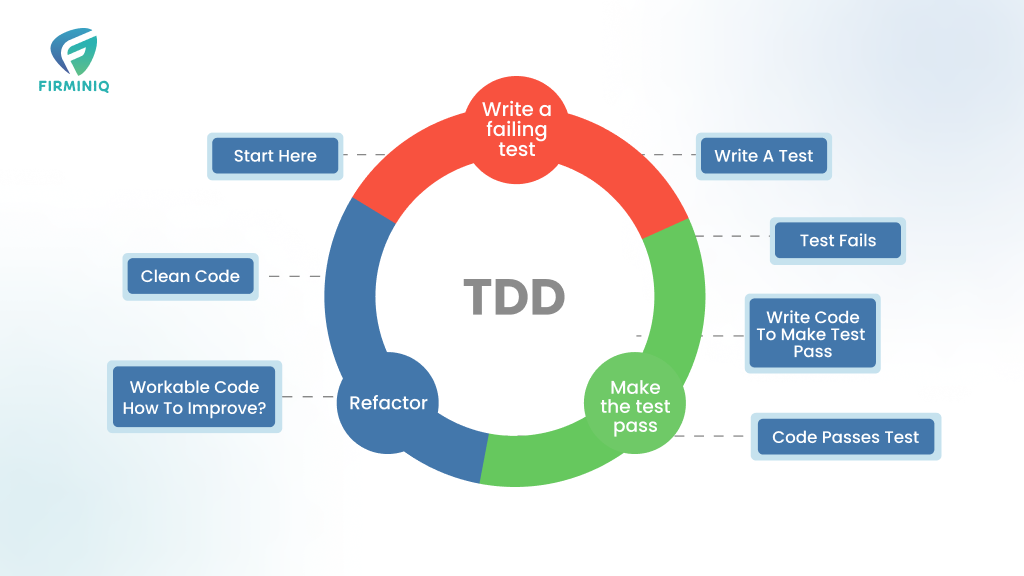 FIRMINIQ
Write a
failing
test
Start Here
Write A Test
Test Fails
Clean Code
TDD
Write Code
To Make Test
Pass
Workable Code
How To Improve?
Refactor
Make
the test
pass
Code Passes Test